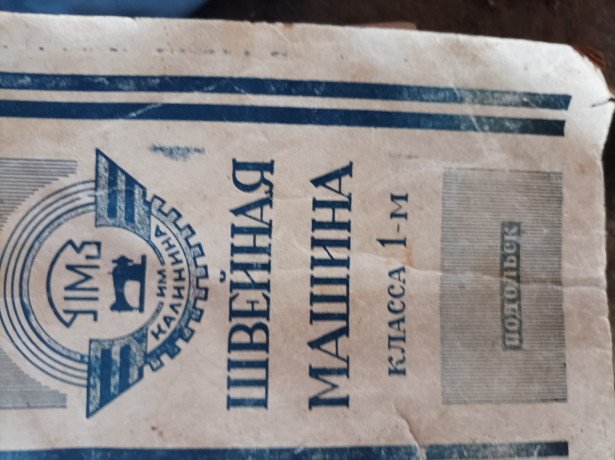 ПМЗ
ИМ.
КАЛИНИНА
ШВЕЙНАЯ
МАШИНА
КЛАССА 1-М
ПОДОЛЬСК